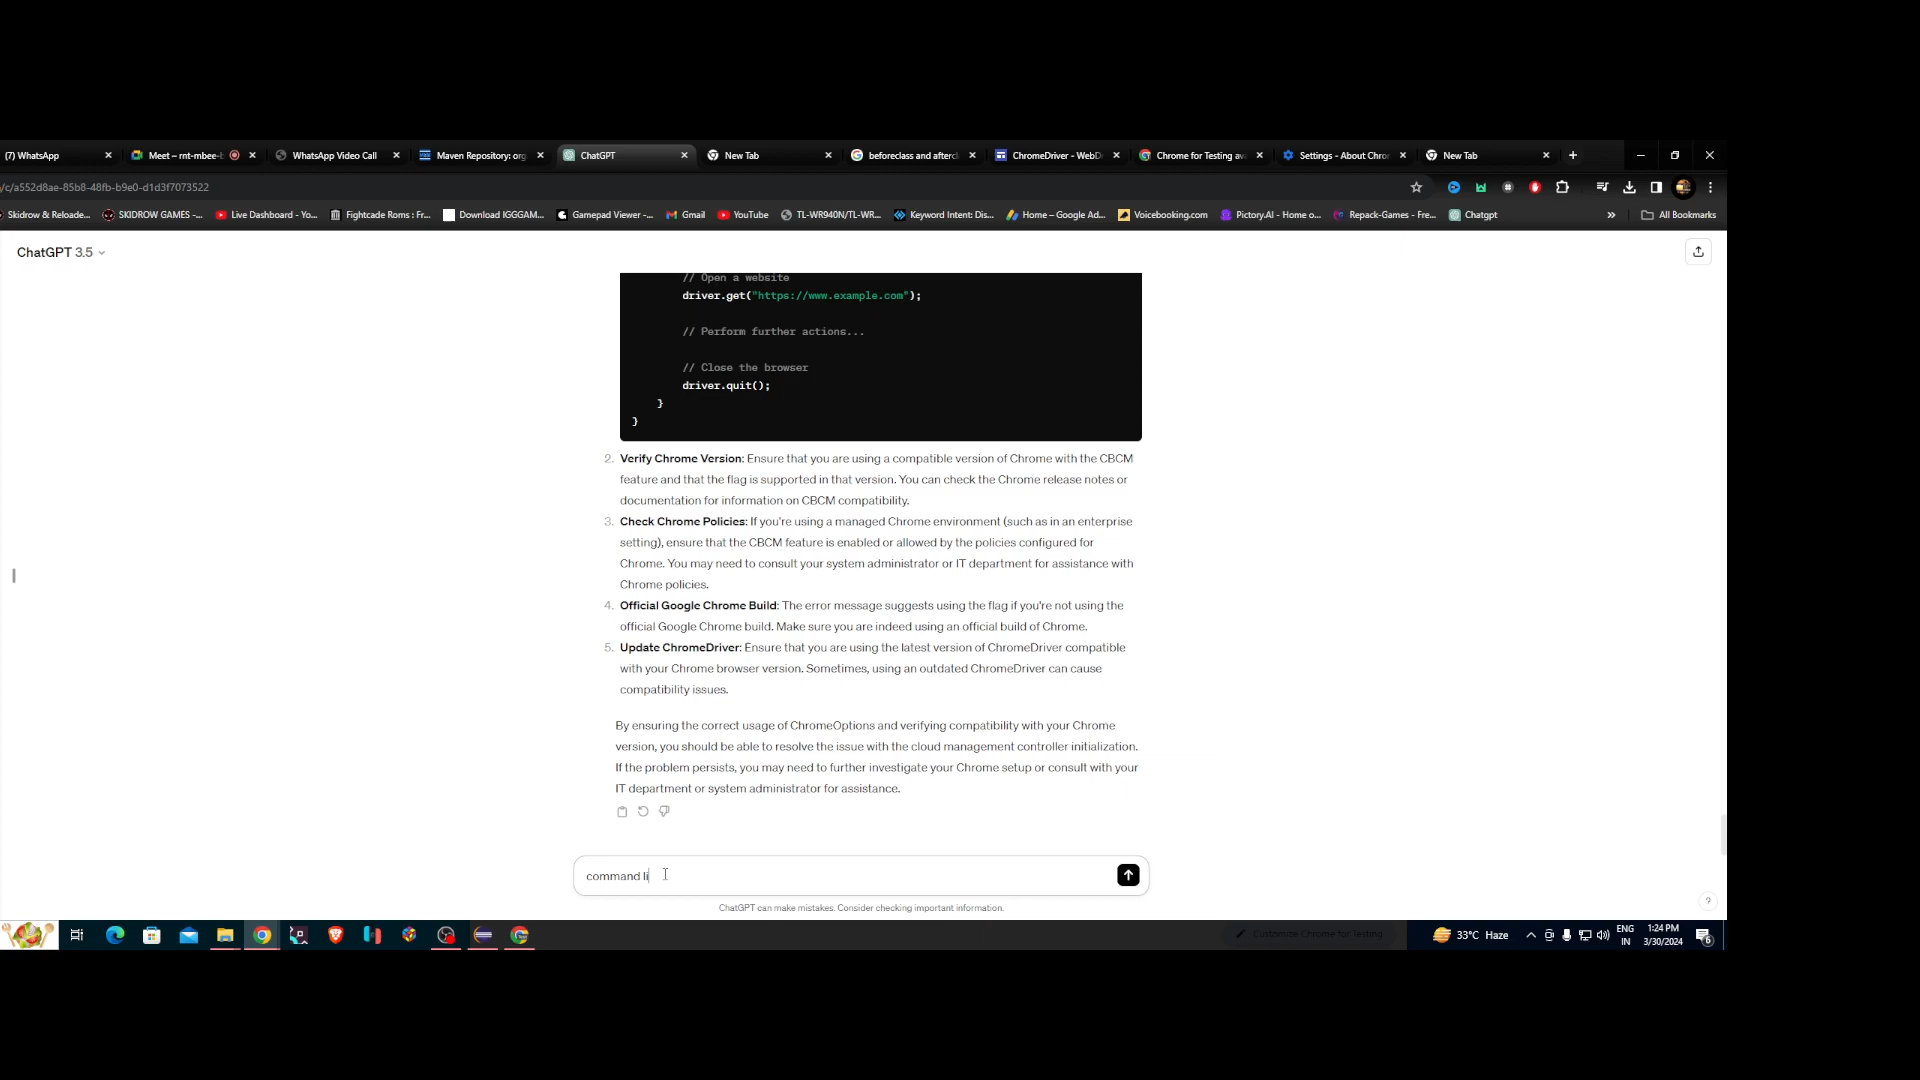 (7) WhatsApp
Meet – rnt-mbee-
WhatsApp Video Call
Maven Repository: org.
ChatGPT
New Tab
beforeclass and aftercl
ChromeDriver - WebD
Chrome for Testing av
Settings - About Chro
New Tab
/c/a552d8ae-85b8-48fb-b9e0-d1d3f7073522
Skidrow & Reloade...
SKIDROW GAMES -...
Live Dashboard - Yo...
Fightcade Roms : Fr...
Download IGGGAM...
Gamepad Viewer -...
Gmail
YouTube
TL-WR940N/TL-WR...
Keyword Intent: Dis...
Home – Google Ad...
Voicebooking.com
Pictory.AI - Home o...
Repack-Games - Fre...
Chatgpt
»
All Bookmarks
ChatGPT 3.5
// Open a website
driver.get("https://www.example.com");
// Perform further actions...
// Close the browser
driver.quit();
}
}
2. Verify Chrome Version: Ensure that you are using a compatible version of Chrome with the CBCM
feature and that the flag is supported in that version. You can check the Chrome release notes or
documentation for information on CBCM compatibility.
3. Check Chrome Policies: If you're using a managed Chrome environment (such as in an enterprise
setting), ensure that the CBCM feature is enabled or allowed by the policies configured for
Chrome. You may need to consult your system administrator or IT department for assistance with
Chrome policies.
4. Official Google Chrome Build: The error message suggests using the flag if you're not using the
official Google Chrome build. Make sure you are indeed using an official build of Chrome.
5. Update ChromeDriver: Ensure that you are using the latest version of ChromeDriver compatible
with your Chrome browser version. Sometimes, using an outdated ChromeDriver can cause
compatibility issues.
By ensuring the correct usage of ChromeOptions and verifying compatibility with your Chrome
version, you should be able to resolve the issue with the cloud management controller initialization.
If the problem persists, you may need to further investigate your Chrome setup or consult with your
IT department or system administrator for assistance.
command li
ChatGPT can make mistakes. Consider checking important information.
?
Customize Chrome for Testing
33°C Haze
ENG
IN
1:24 PM
3/30/2024
6